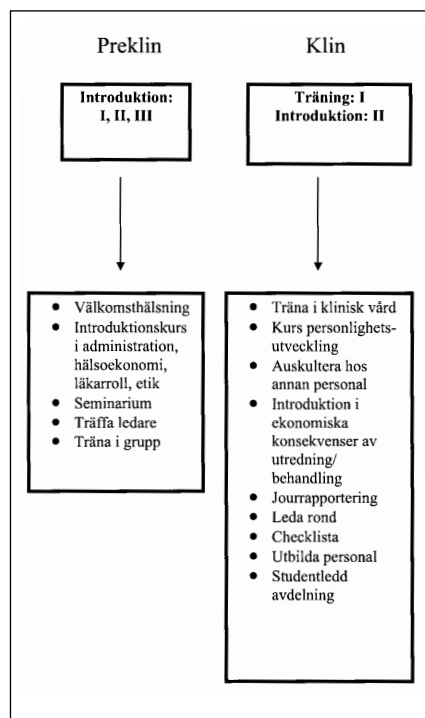 Preklin
Introduktion:
I, II, III
• Välkomsthälsning
• Introduktionskurs
i administration,
hälsoekonomi,
läkarroll, etik
• Seminarium
• Träffa ledare
• Träna i grupp
Klin
Träning: I
Introduktion: II
• Träna i klinisk vård
• Kurs personlighets-
utveckling
• Auskultera hos
annan personal
• Introduktion i
ekonomiska
konsekvenser av
utredning/
behandling
• Jourrapportering
• Leda rond
• Checklista
• Utbilda personal
• Studentledd
avdelning